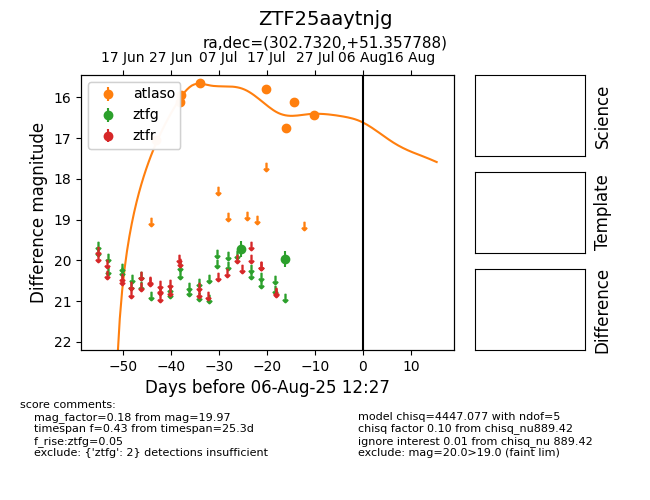 ZTF25aaytnjg
ra,dec=(302.7320,+51.357788)
17 Jun 27 Jun 07 Jul 17 Jul 27 Jul 06 Aug 16 Aug
atlaso
ztfg
ztfr
16
17
18
19
20
21
22
Difference magnitude
−50 −40 −30 −20 −10 0 10
Days before 06-Aug-25 12:27
Science
Template
Difference
score comments:
mag_factor=0.18 from mag=19.97
timespan f=0.43 from timespan=25.3d
f_rise:ztfg=0.05
exclude: {'ztfg': 2} detections insufficient
model chisq=4447.077 with ndof=5
chisq factor 0.10 from chisq_nu889.42
ignore interest 0.01 from chisq_nu 889.42
exclude: mag=20.0>19.0 (faint lim)